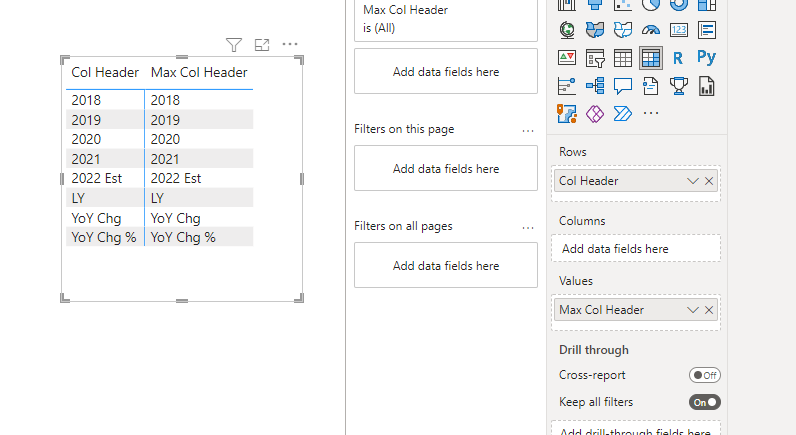 Col Header Max Col Header
2018 2018
2019 2019
2020 2020
2021 2021
2022 Est 2022 Est
LY LY
YoY Chg YoY Chg
YoY Chg % YoY Chg %
Max Col Header
is (All)
Add data fields here
Filters on this page
Add data fields here
Filters on all pages
Add data fields here
123
R Py
Rows
Col Header
Columns
Add data fields here
Values
Max Col Header
Drill through
Cross-report Off
Keep all filters On
Add drill-through fields here